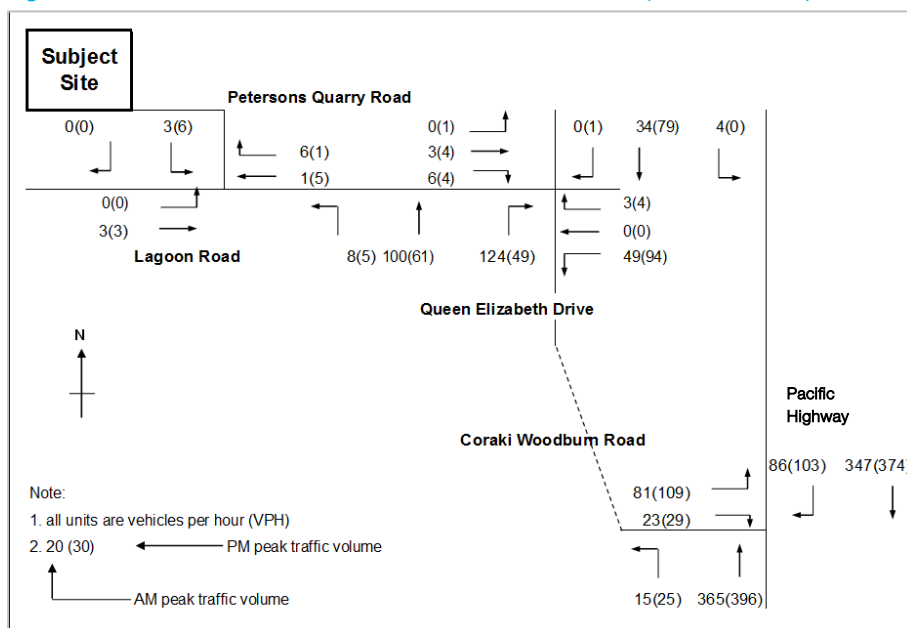 Subject
Site
Petersons Quarry Road
0(0) 3(6) 0(1) 0(1) 34(79) 4(0)
6(1) 3(4)
1(5) 6(4)
0(0) 3(4)
3(3) 0(0)
Lagoon Road 8(5) 100(61) 124(49) 49(94)
Queen Elizabeth Drive
N
Pacific
Highway
Coraki Woodburn Road
86(103) 347(374)
81(109)
23(29)
Note:
1. all units are vehicles per hour (VPH)
2. 20 (30) PM peak traffic volume
AM peak traffic volume
15(25) 365(396)